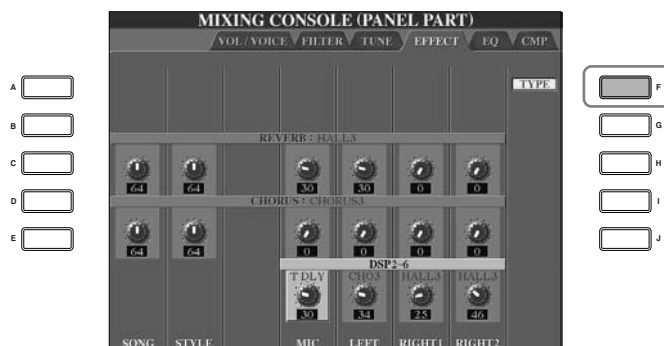 MIXING CONSOLE (PANEL PART)
VOL/VOICE FILTER TUNE EFFECT EQ CMP
A
B
C
D
E
F
G
H
I
J
TYPE
REVERB : HALL3
64 64 30 30 0 0
CHORUS : CHORUS3
64 64 0 0 0 0
DSP2~6
T DLY CHO3 HALL3 HALL3
30 34 25 46
SONG STYLE MIC LEFT RIGHT1 RIGHT2